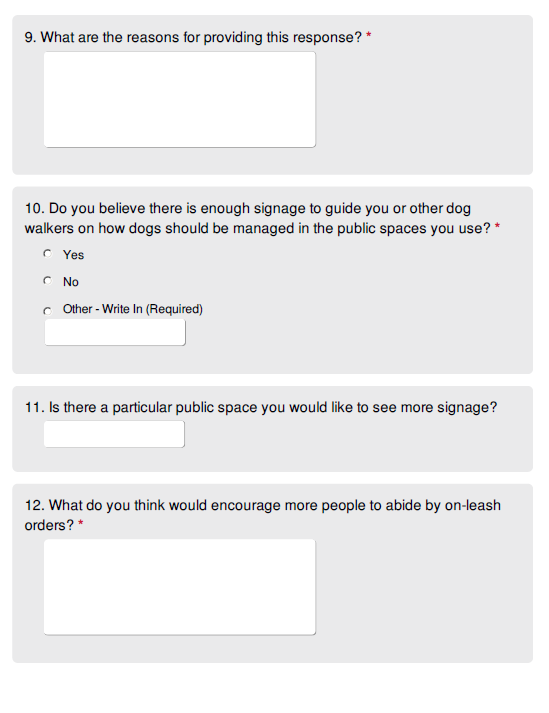 9. What are the reasons for providing this response? *
10. Do you believe there is enough signage to guide you or other dog
walkers on how dogs should be managed in the public spaces you use? *
Yes
No
Other - Write In (Required)
11. Is there a particular public space you would like to see more signage?
12. What do you think would encourage more people to abide by on-leash
orders? *